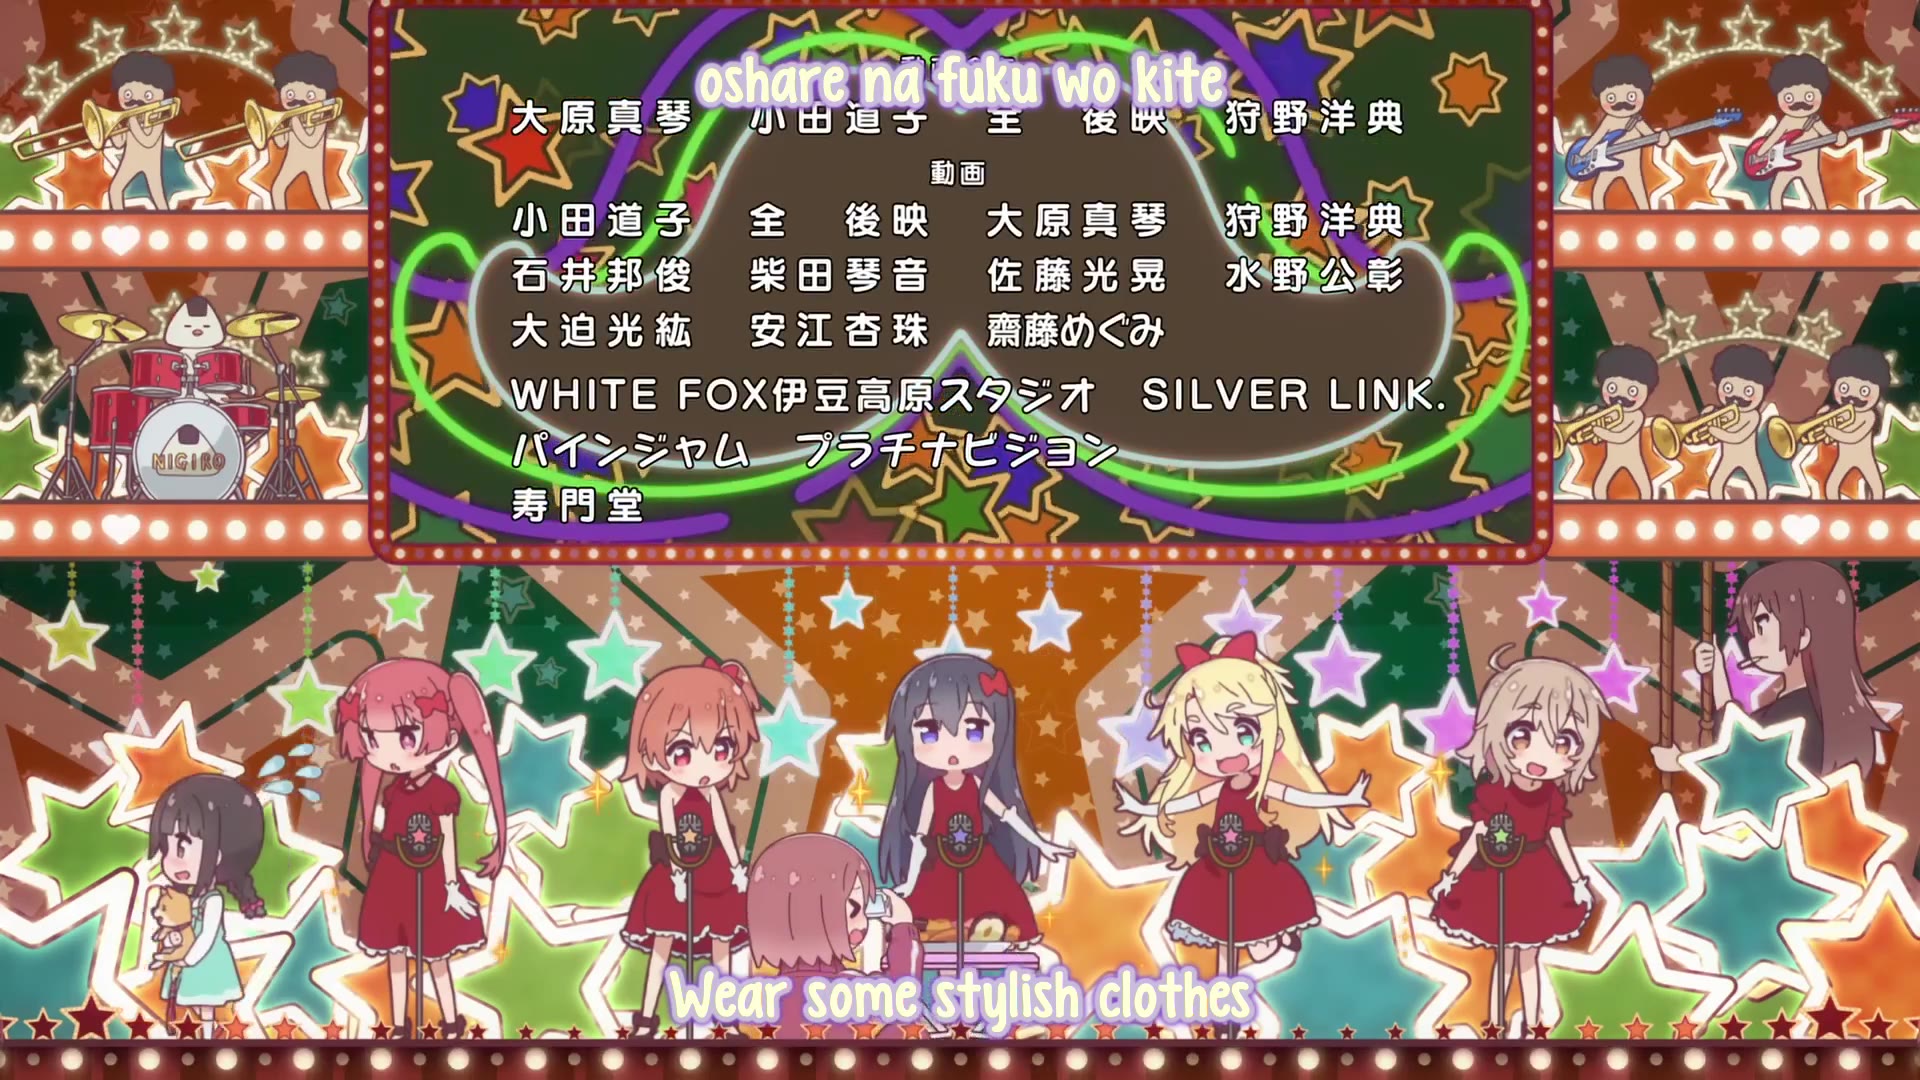 oshare na fuku wo kite
大原真琴　小田道子　全　後映　狩野洋典
動画
小田道子　全　後映　大原真琴　狩野洋典
石井邦俊　柴田琴音　佐藤光晃　水野公彰
大迫光紘　安江杏珠　齋藤めぐみ
WHITE FOX伊豆高原スタジオ　SILVER LINK.
パインジャム　プラチナビジョン
寿門堂
NIGIRO
Wear some stylish clothes